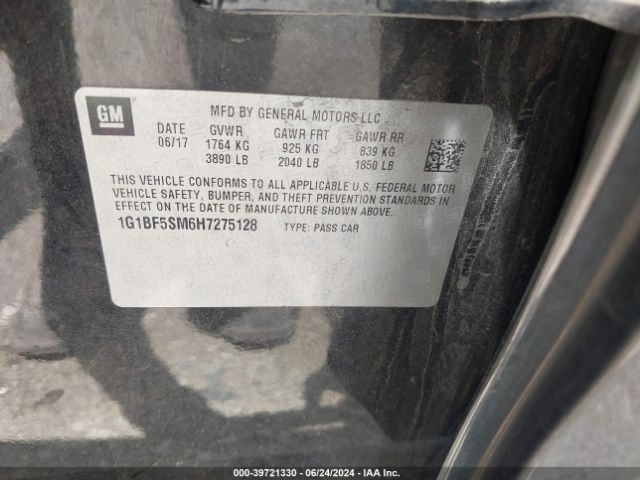 GM
MFD BY GENERAL MOTORS LLC
DATE GVWR GAWR FRT GAWR RR
06/17 1764 KG 925 KG 839 KG
3890 LB 2040 LB 1850 LB
THIS VEHICLE CONFORMS TO ALL APPLICABLE U.S. FEDERAL MOTOR
VEHICLE SAFETY, BUMPER, AND THEFT PREVENTION STANDARDS
IN EFFECT ON THE DATE OF MANUFACTURE SHOWN ABOVE.
1G1BF5SM6H7275128 TYPE: PASS CAR
000-39721330 - 06/24/2024 - IAA Inc.